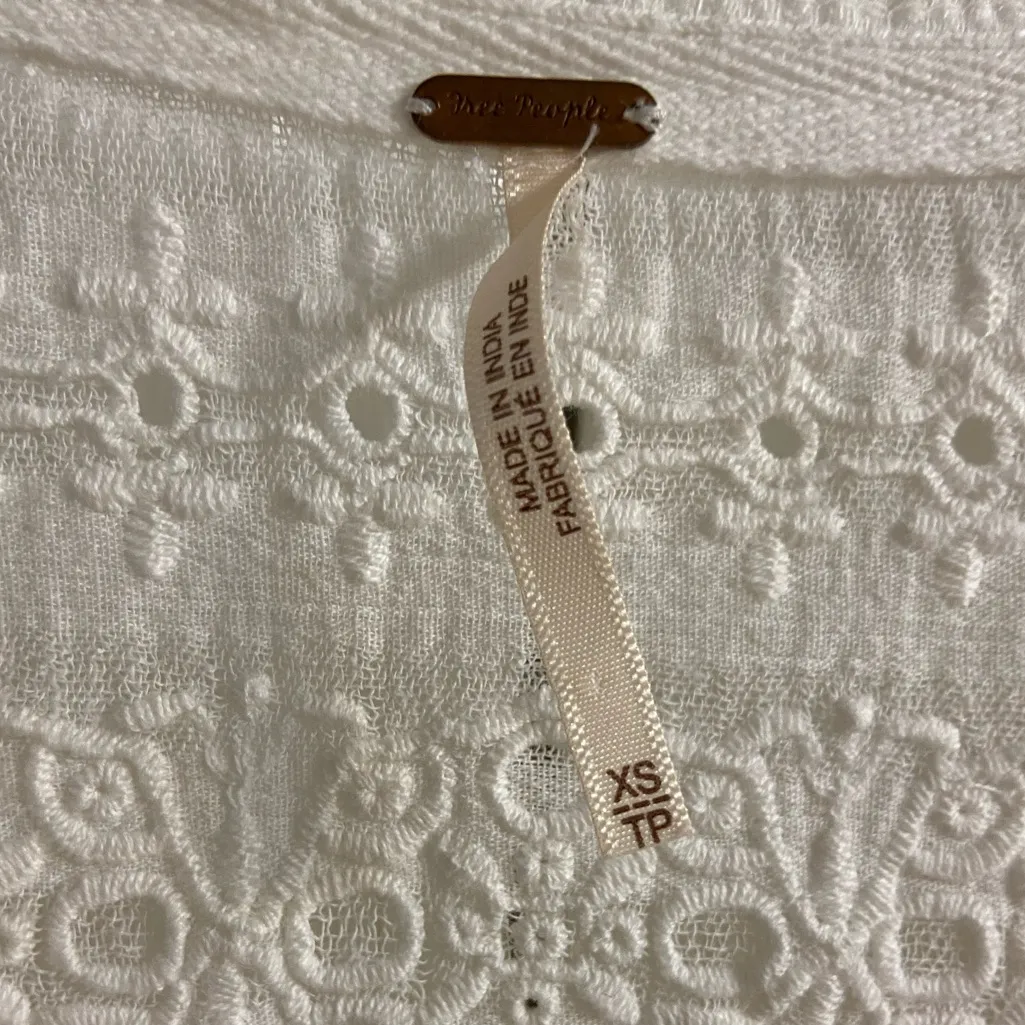 Free People
MADE IN INDIA
FABRIQUÉ EN INDE
XS
TP